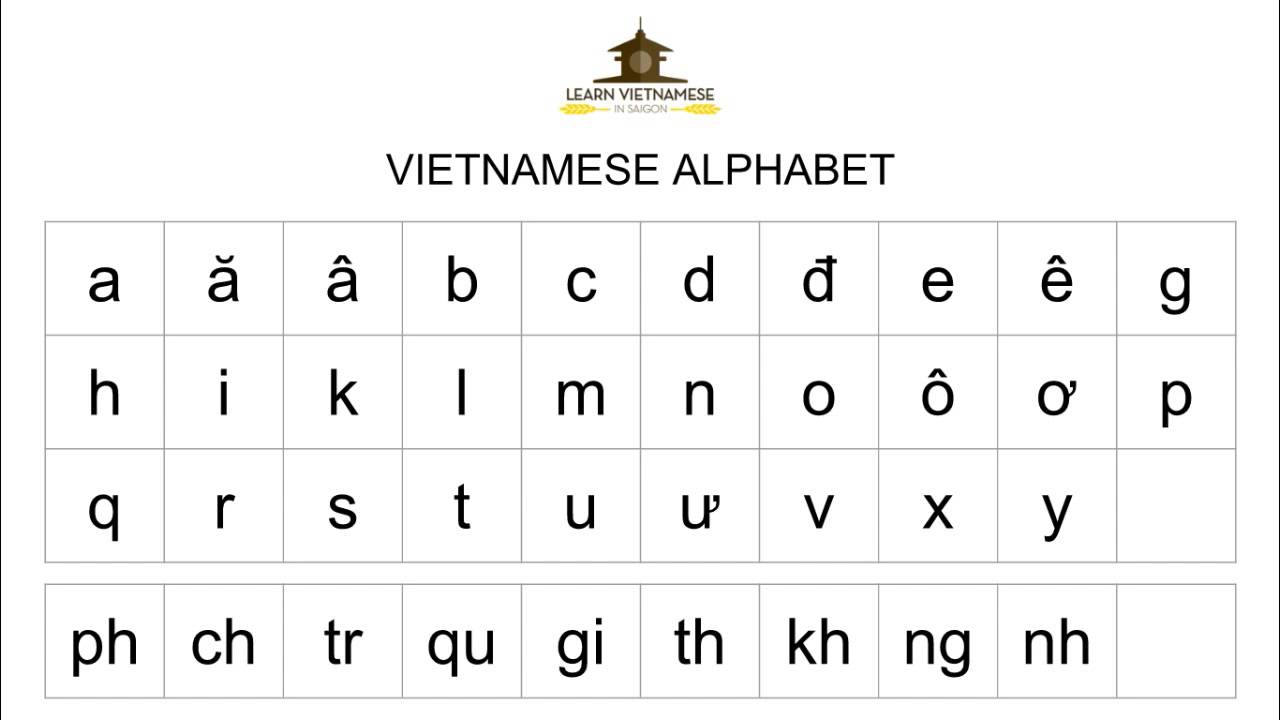 LEARN VIETNAMESE
IN SAIGON
VIETNAMESE ALPHABET
a ă â b c d đ e ê g
h i k l m n o ô ơ p
q r s t u ư v x y
ph ch tr qu gi th kh ng nh